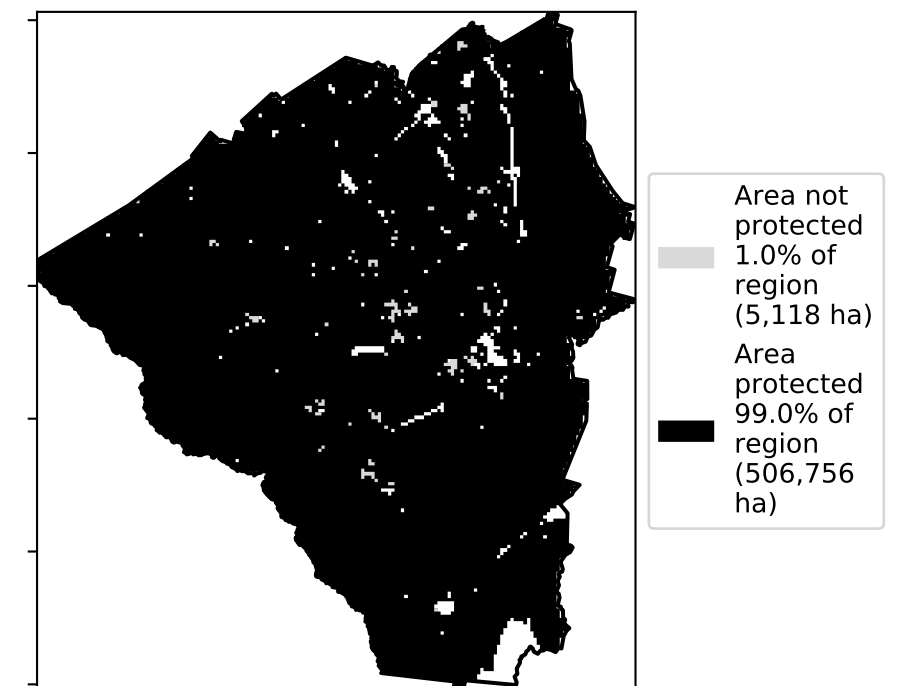 Area not
protected
1.0% of
region
(5,118 ha)
Area
protected
99.0% of
region
(506,756
ha)